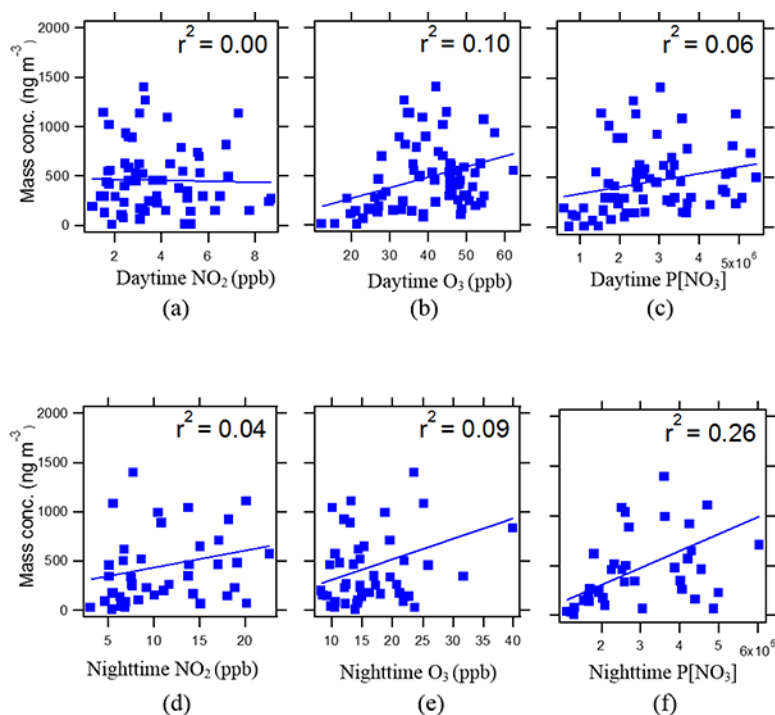 r² = 0.00
r² = 0.10
r² = 0.06
Mass conc. (ng m⁻³)
2000
1500
1000
500
0
2 4 6 8
20 30 40 50 60
1 2 3 4 5x10⁶
Daytime NO₂ (ppb)
Daytime O₃ (ppb)
Daytime P[NO₃]
(a)
(b)
(c)
r² = 0.04
r² = 0.09
r² = 0.26
Mass conc. (ng m⁻³)
2000
1500
1000
500
0
5 10 15 20
10 15 20 25 30 35 40
2 3 4 5 6x10⁶
Nighttime NO₂ (ppb)
Nighttime O₃ (ppb)
Nighttime P[NO₃]
(d)
(e)
(f)